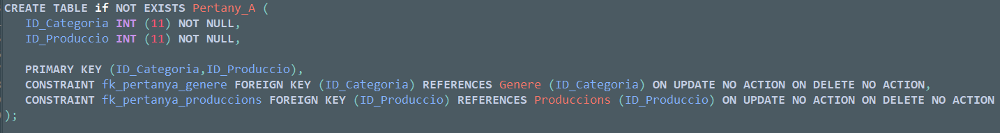 CREATE TABLE if NOT EXISTS Pertany_A (
ID_Categoria INT (11) NOT NULL,
ID_Produccio INT (11) NOT NULL,
PRIMARY KEY (ID_Categoria,ID_Produccio),
CONSTRAINT fk_pertanya_genere FOREIGN KEY (ID_Categoria) REFERENCES Genere (ID_Categoria) ON UPDATE NO ACTION ON DELETE NO ACTION,
CONSTRAINT fk_pertanya_produccions FOREIGN KEY (ID_Produccio) REFERENCES Produccions (ID_Produccio) ON UPDATE NO ACTION ON DELETE NO ACTION
);